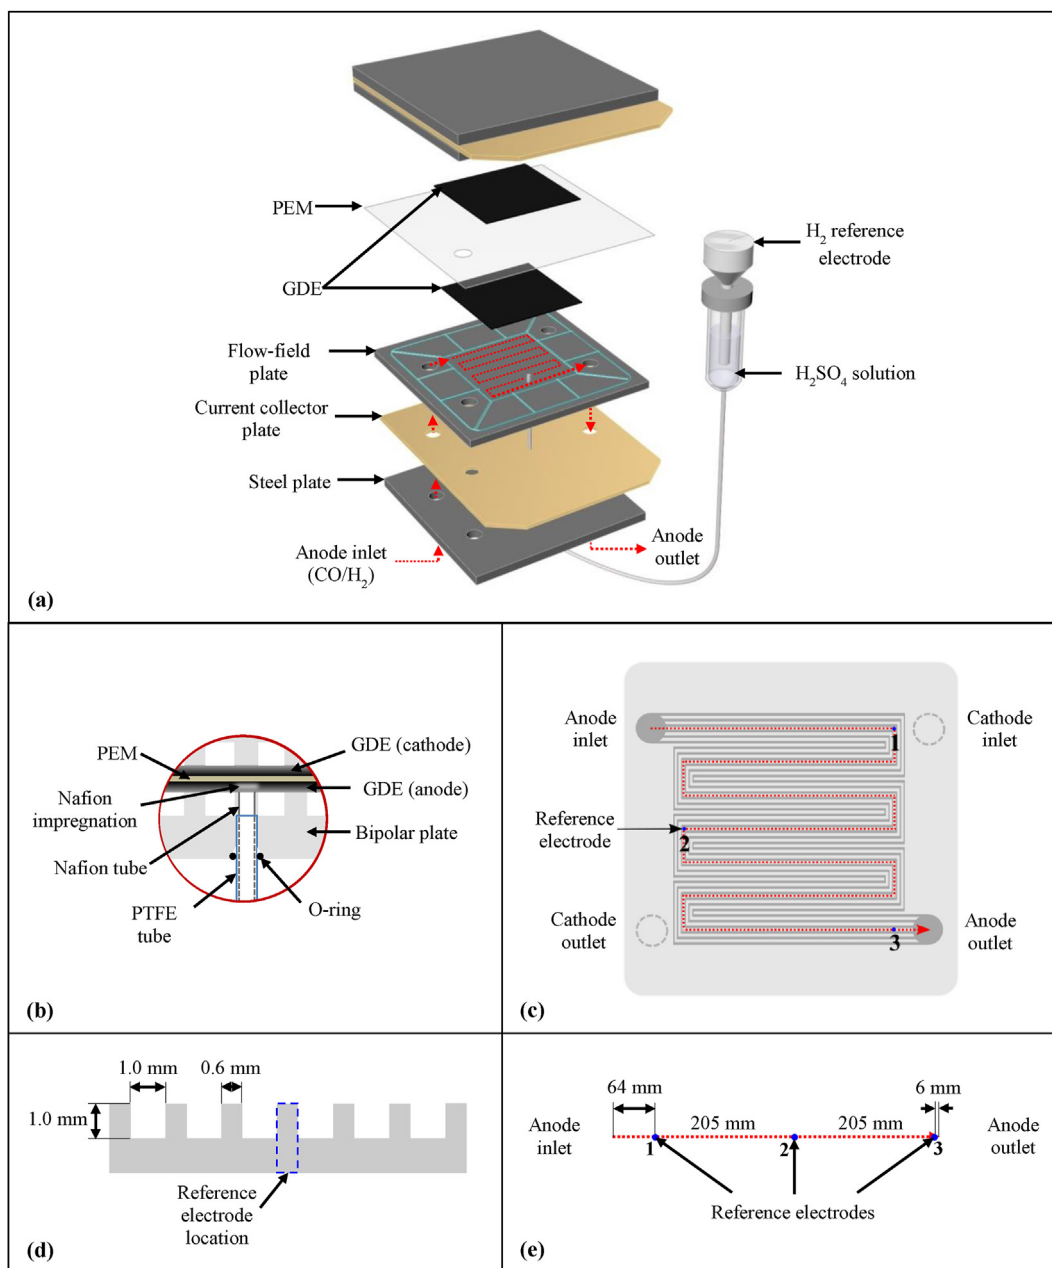 PEM
GDE
Flow-field
plate
Current collector
plate
Steel plate
Anode inlet
(CO/H2)
Anode
outlet
H2 reference
electrode
H2SO4 solution
(a)
PEM
Nafion
impregnation
Nafion tube
PTFE
tube
GDE (cathode)
GDE (anode)
Bipolar plate
O-ring
(b)
Anode
inlet
Cathode
inlet
Reference
electrode
Cathode
outlet
Anode
outlet
1
2
3
(c)
1.0 mm
0.6 mm
1.0 mm
Reference
electrode
location
(d)
64 mm
6 mm
Anode
inlet
205 mm
205 mm
Anode
outlet
1
2
3
Reference electrodes
(e)